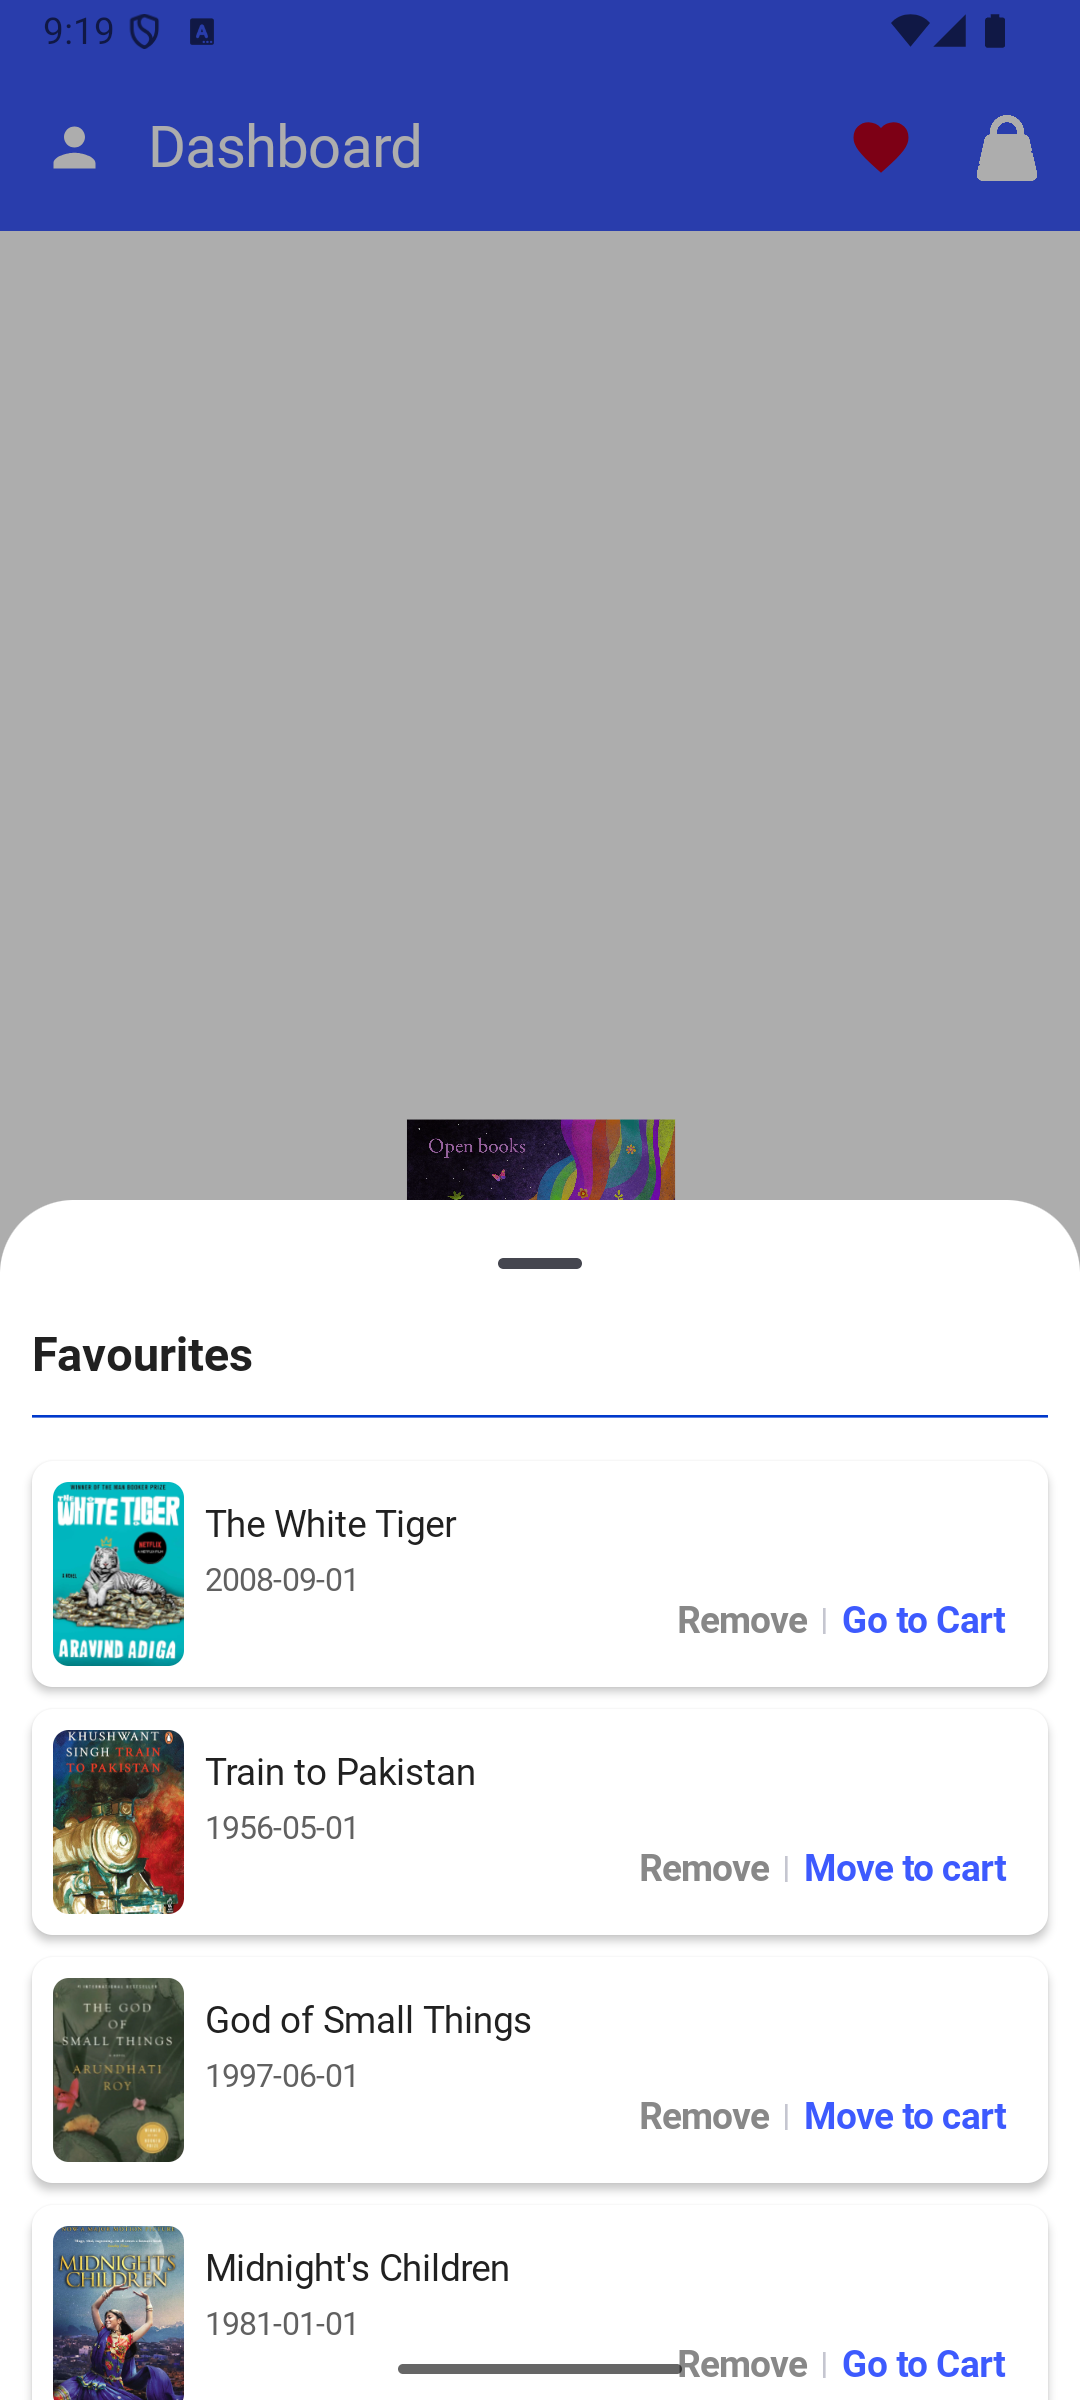 9:19
Dashboard
Open books
Favourites
WINNER OF THE MAN BOOKER PRIZE
THE WHITE TIGER
NETFLIX
ARAVIND ADIGA
The White Tiger
2008-09-01
Remove | Go to Cart
KHUSHWANT
SINGH TRAIN
TO PAKISTAN
Train to Pakistan
1956-05-01
Remove | Move to cart
THE GOD
OF
SMALL THINGS
ARUNDHATI
ROY
God of Small Things
1997-06-01
Remove | Move to cart
MIDNIGHT'S
CHILDREN
Midnight's Children
1981-01-01
Remove | Go to Cart